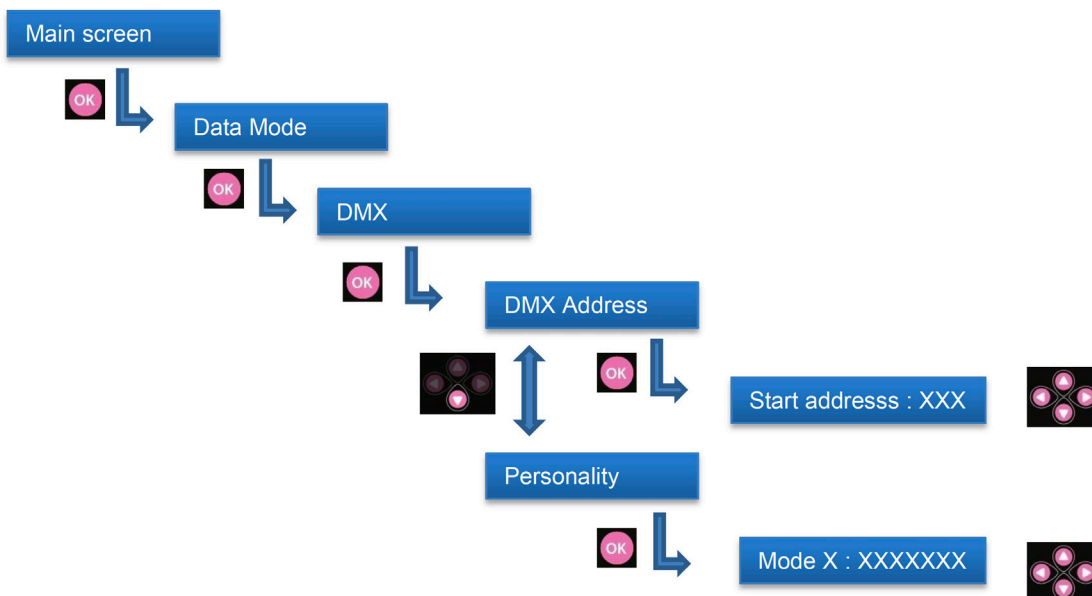 Main screen
OK
Data Mode
OK
DMX
OK
DMX Address
OK
Start addresss : XXX
Personality
OK
Mode X : XXXXXXX